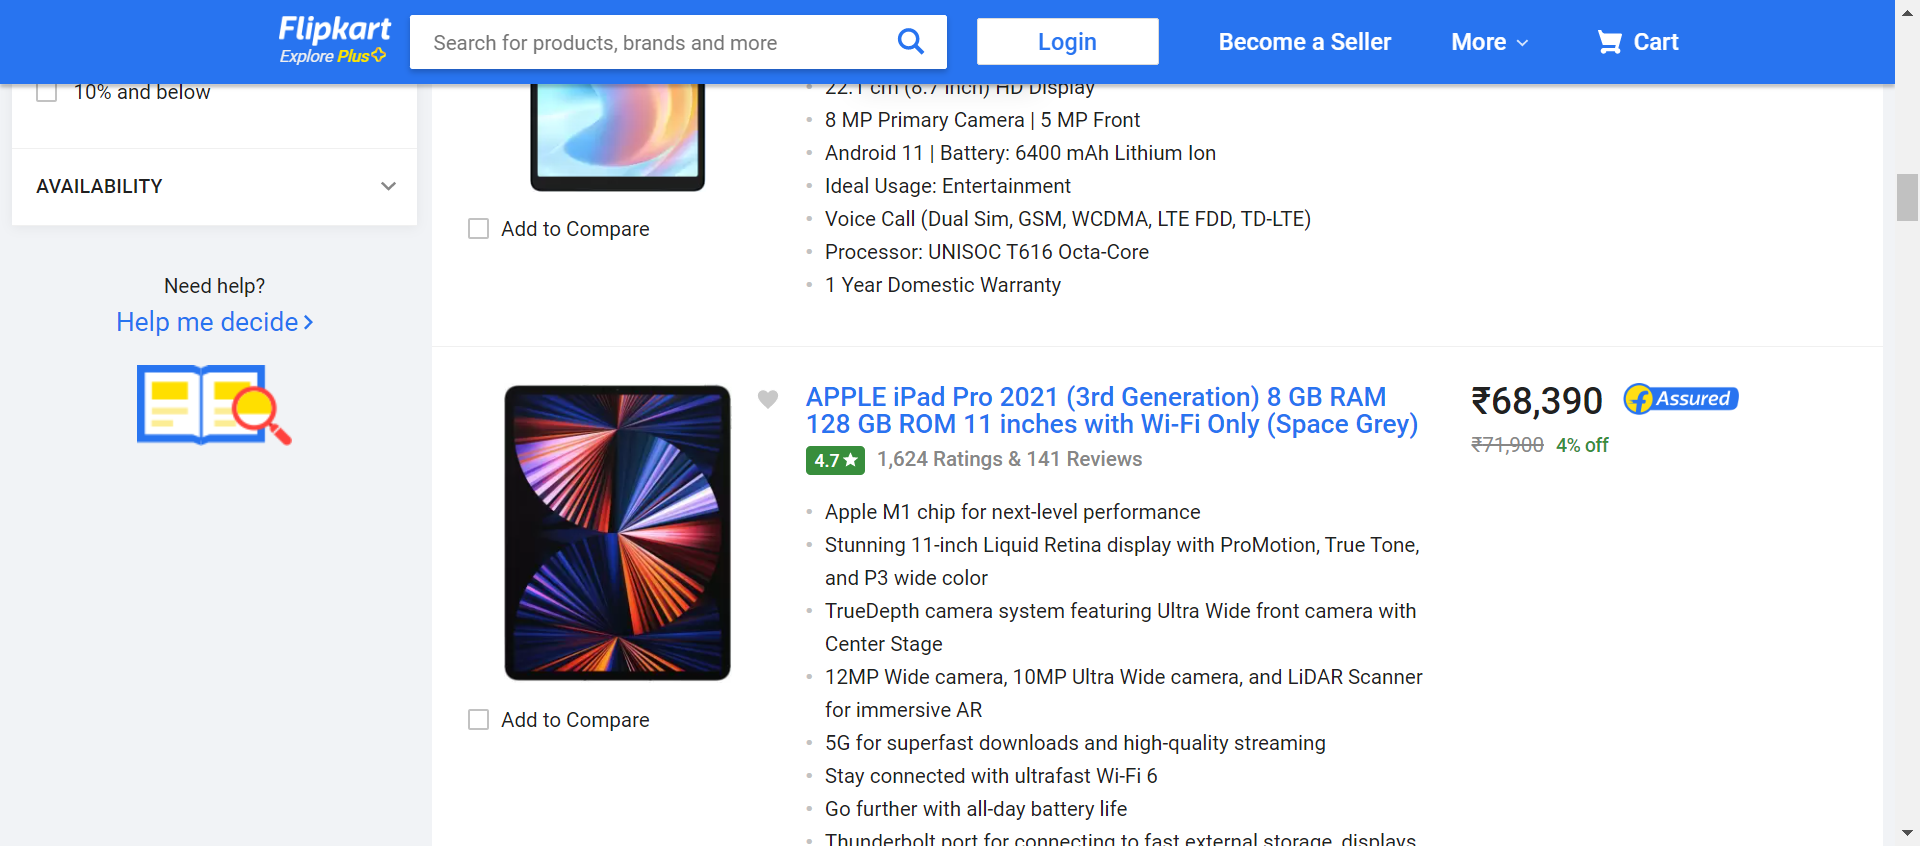 Flipkart
Explore Plus
Search for products, brands and more
Login
Become a Seller
More
Cart
10% and below
AVAILABILITY
Need help?
Help me decide
22.1 cm (8.7 inch) HD Display
8 MP Primary Camera | 5 MP Front
Android 11 | Battery: 6400 mAh Lithium Ion
Ideal Usage: Entertainment
Voice Call (Dual Sim, GSM, WCDMA, LTE FDD, TD-LTE)
Processor: UNISOC T616 Octa-Core
1 Year Domestic Warranty
Add to Compare
APPLE iPad Pro 2021 (3rd Generation) 8 GB RAM
128 GB ROM 11 inches with Wi-Fi Only (Space Grey)
4.7★ 1,624 Ratings & 141 Reviews
Apple M1 chip for next-level performance
Stunning 11-inch Liquid Retina display with ProMotion, True Tone,
and P3 wide color
TrueDepth camera system featuring Ultra Wide front camera with
Center Stage
12MP Wide camera, 10MP Ultra Wide camera, and LiDAR Scanner
for immersive AR
5G for superfast downloads and high-quality streaming
Stay connected with ultrafast Wi-Fi 6
Go further with all-day battery life
Thunderbolt port for connecting to fast external storage, displays
₹68,390
Assured
₹71,900 4% off
Add to Compare